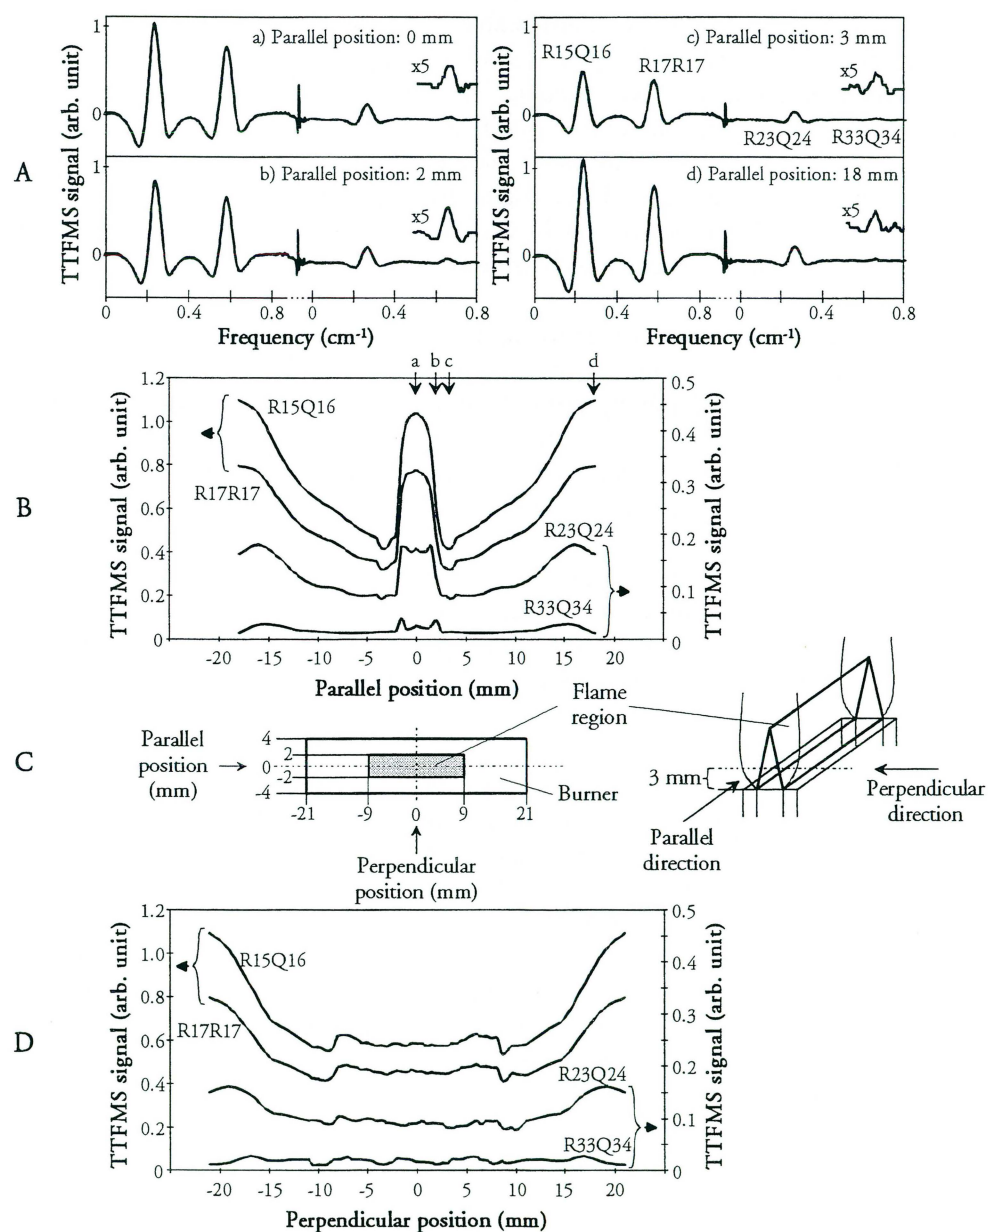 A
TTFMS signal (arb. unit)
a) Parallel position: 0 mm
x5
1
0
b) Parallel position: 2 mm
x5
1
0
0 0.4 0.8 0 0.4 0.8
Frequency (cm-1)
TTFMS signal (arb. unit)
c) Parallel position: 3 mm
R15Q16
R17R17
x5
R23Q24 R33Q34
1
0
d) Parallel position: 18 mm
x5
1
0
0 0.4 0.8 0 0.4 0.8
Frequency (cm-1)
B
a b c d
TTFMS signal (arb. unit)
1.2
1.0
0.8
0.6
0.4
0.2
0
R15Q16
R17R17
R23Q24
R33Q34
0.5
0.4
0.3
0.2
0.1
0
TTFMS signal (arb. unit)
-20 -15 -10 -5 0 5 10 15 20
Parallel position (mm)
C
Parallel
position
(mm)
4
2
0
-2
-4
-21 -9 0 9 21
Perpendicular
position (mm)
Flame
region
Burner
3 mm
Parallel
direction
Perpendicular
direction
D
TTFMS signal (arb. unit)
1.2
1.0
0.8
0.6
0.4
0.2
0
R15Q16
R17R17
R23Q24
R33Q34
0.5
0.4
0.3
0.2
0.1
0
TTFMS signal (arb. unit)
-20 -15 -10 -5 0 5 10 15 20
Perpendicular position (mm)